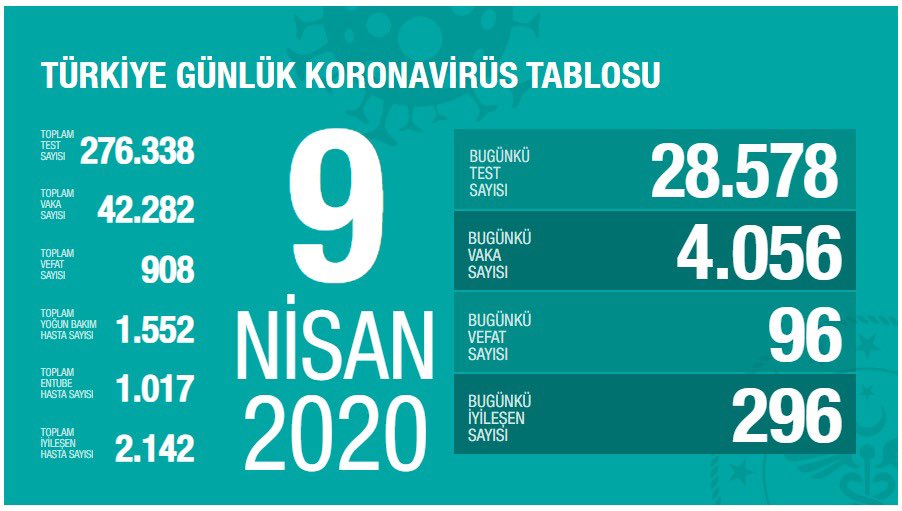 TÜRKİYE GÜNLÜK KORONAVİRÜS TABLOSU
TOPLAM
TEST
SAYISI
276.338
TOPLAM
VAKA
SAYISI
42.282
TOPLAM
VEFAT
SAYISI
908
TOPLAM
YOĞUN BAKIM
HASTA SAYISI
1.552
TOPLAM
ENTUBE
HASTA SAYISI
1.017
TOPLAM
İYİLEŞEN
HASTA SAYISI
2.142
9
NİSAN
2020
BUGÜNKÜ
TEST
SAYISI
28.578
BUGÜNKÜ
VAKA
SAYISI
4.056
BUGÜNKÜ
VEFAT
SAYISI
96
BUGÜNKÜ
İYİLEŞEN
SAYISI
296